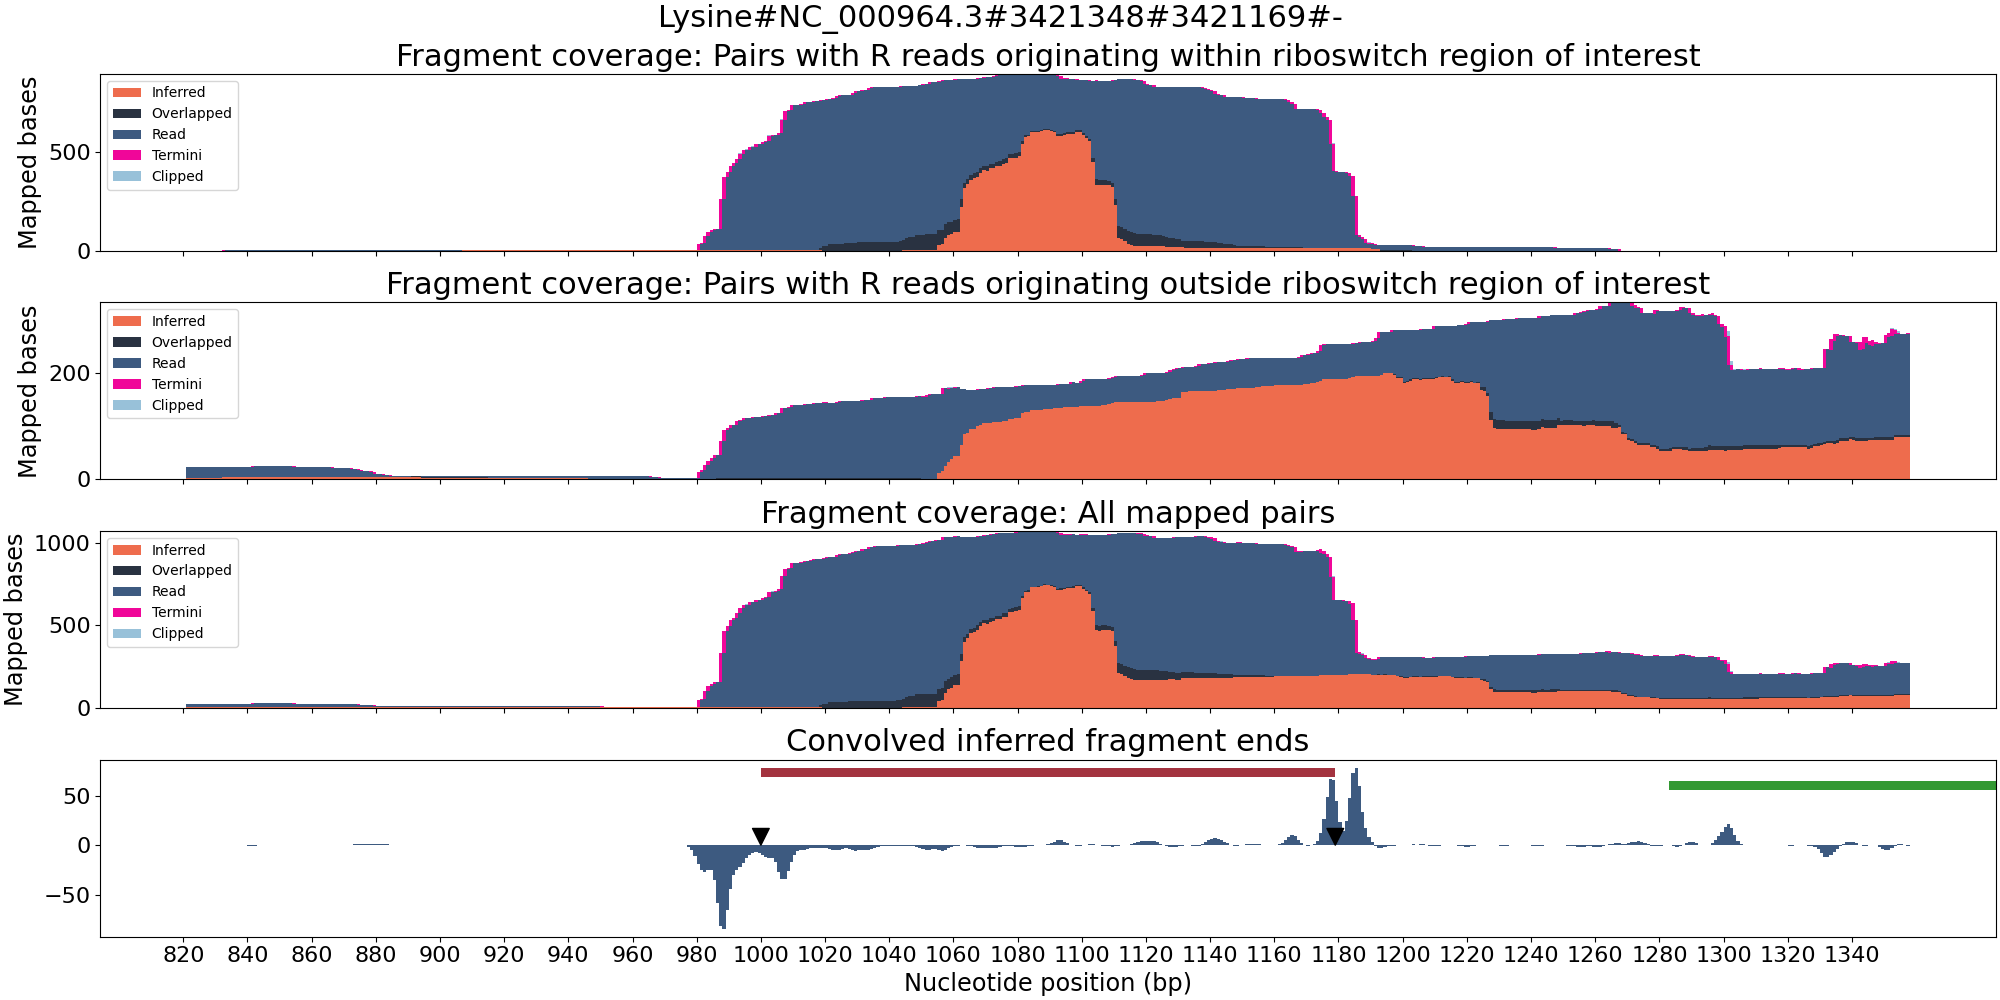 Lysine#NC_000964.3#3421348#3421169#-
Fragment coverage: Pairs with R reads originating within riboswitch region of interest
Mapped bases
500
0
Inferred
Overlapped
Read
Termini
Clipped
Fragment coverage: Pairs with R reads originating outside riboswitch region of interest
Mapped bases
200
0
Inferred
Overlapped
Read
Termini
Clipped
Fragment coverage: All mapped pairs
Mapped bases
1000
500
0
Inferred
Overlapped
Read
Termini
Clipped
Convolved inferred fragment ends
50
0
−50
820 840 860 880 900 920 940 960 980 1000 1020 1040 1060 1080 1100 1120 1140 1160 1180 1200 1220 1240 1260 1280 1300 1320 1340
Nucleotide position (bp)